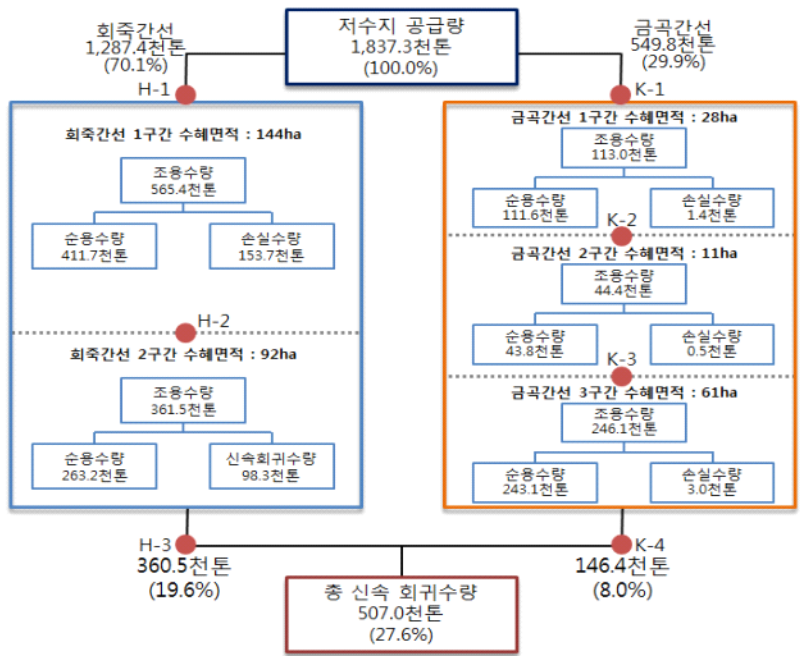 저수지 공급량
1,837.3천톤
(100.0%)
회죽간선
1,287.4천톤
(70.1%)
H-1
금곡간선
549.8천톤
(29.9%)
K-1
회죽간선 1구간 수혜면적 : 144ha
조용수량
565.4천톤
순용수량
411.7천톤
손실수량
153.7천톤
H-2
회죽간선 2구간 수혜면적 : 92ha
조용수량
361.5천톤
순용수량
263.2천톤
신속회귀수량
98.3천톤
금곡간선 1구간 수혜면적 : 28ha
조용수량
113.0천톤
순용수량
111.6천톤
손실수량
1.4천톤
K-2
금곡간선 2구간 수혜면적 : 11ha
조용수량
44.4천톤
순용수량
43.8천톤
손실수량
0.5천톤
K-3
금곡간선 3구간 수혜면적 : 61ha
조용수량
246.1천톤
순용수량
243.1천톤
손실수량
3.0천톤
H-3
360.5천톤
(19.6%)
K-4
146.4천톤
(8.0%)
총 신속 회귀수량
507.0천톤
(27.6%)